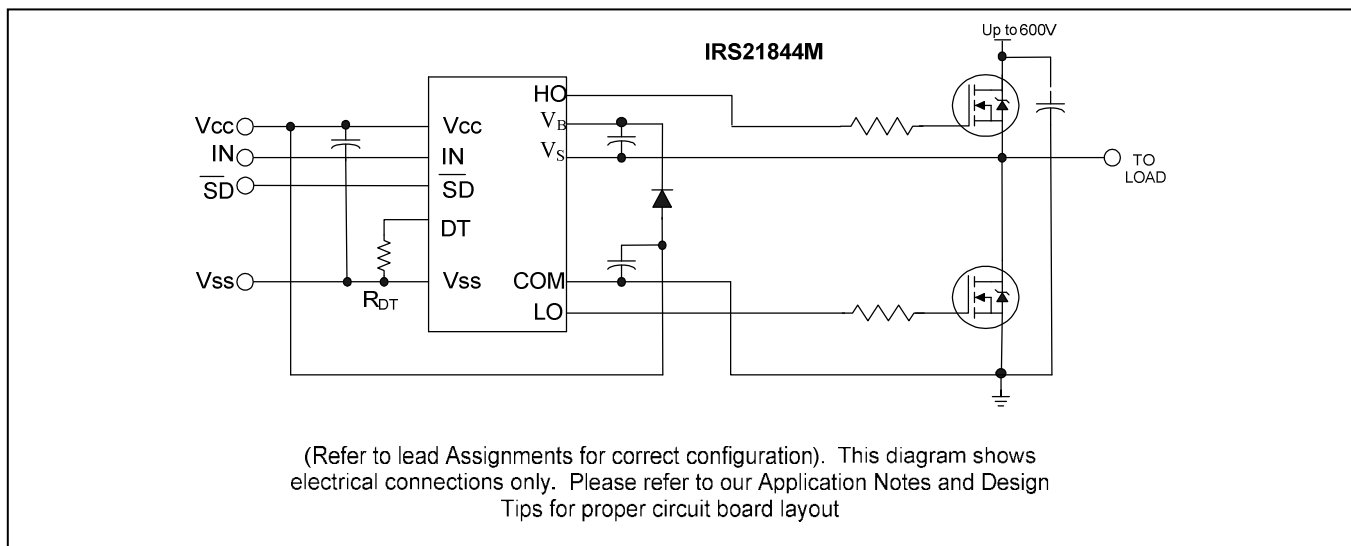 Up to 600V
IRS21844M
HO
VB
VS
Vcc
Vcc
IN
IN
SD
SD
TO
LOAD
DT
Vss
Vss
COM
RDT
LO
(Refer to lead Assignments for correct configuration). This diagram shows
electrical connections only. Please refer to our Application Notes and Design
Tips for proper circuit board layout